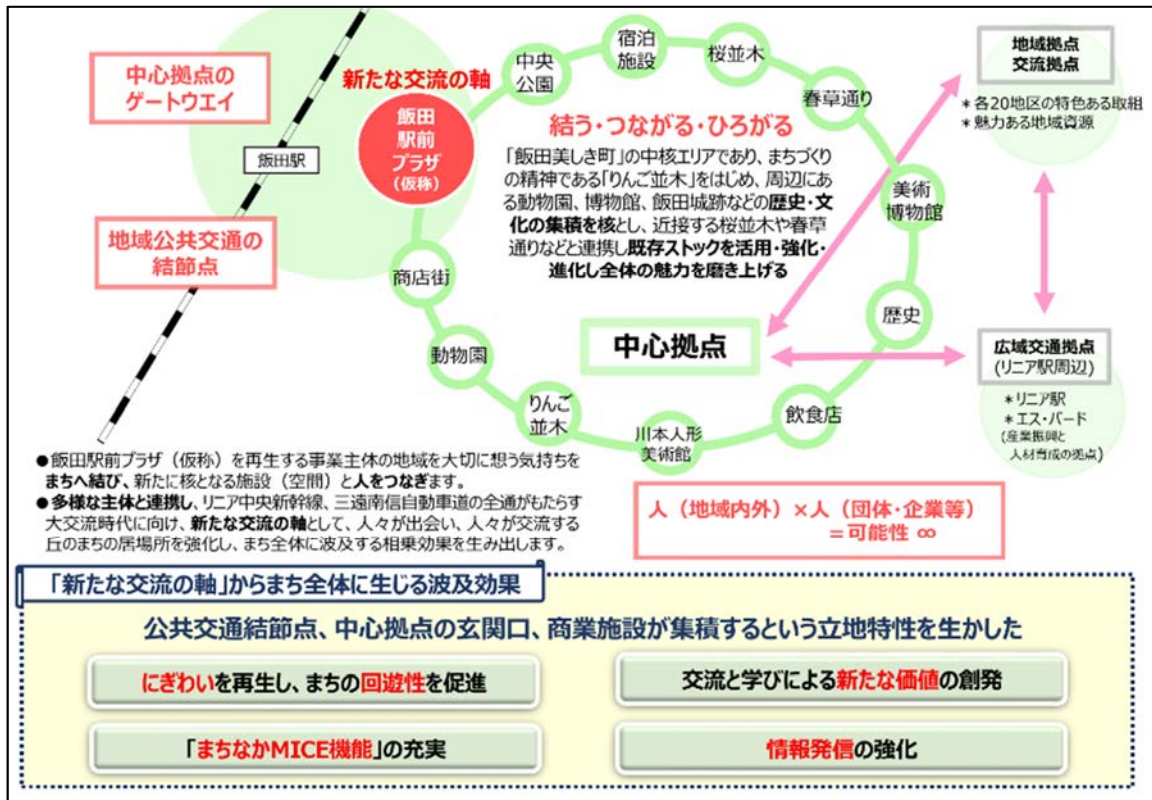 中心拠点の
ゲートウエイ
飯田駅
地域公共交通の
結節点
新たな交流の軸
飯田
駅前
プラザ
(仮称)
中央
公園
宿泊
施設
桜並木
春草通り
美術
博物館
歴史
飲食店
川本人形
美術館
りんご
並木
動物園
商店街
結う・つながる・ひろがる
「飯田美しき町」の中核エリアであり、まちづくり
の精神である「りんご並木」をはじめ、周辺にあ
る動物園、博物館、飯田城跡などの歴史・文
化の集積を核とし、近接する桜並木や春草
通りなどと連携し既存ストックを活用・強化・
進化し全体の魅力を磨き上げる
中心拠点
地域拠点
交流拠点
＊各20地区の特色ある取組
＊魅力ある地域資源
広域交通拠点
(リニア駅周辺)
＊リニア駅
＊エス・バード
(産業振興と
人材育成の拠点)
●飯田駅前プラザ（仮称）を再生する事業主体の地域を大切に想う気持ちを
まちへ結び、新たに核となる施設（空間）と人をつなぎます。
●多様な主体と連携し、リニア中央新幹線、三遠南信自動車道の全通がもたらす
大交流時代に向け、新たな交流の軸として、人々が出会い、人々が交流する
丘のまちの居場所を強化し、まち全体に波及する相乗効果を生み出します。
人（地域内外）×人（団体・企業等）
＝可能性 ∞
「新たな交流の軸」からまち全体に生じる波及効果
公共交通結節点、中心拠点の玄関口、商業施設が集積するという立地特性を生かした
にぎわいを再生し、まちの回遊性を促進
交流と学びによる新たな価値の創発
「まちなかMICE機能」の充実
情報発信の強化